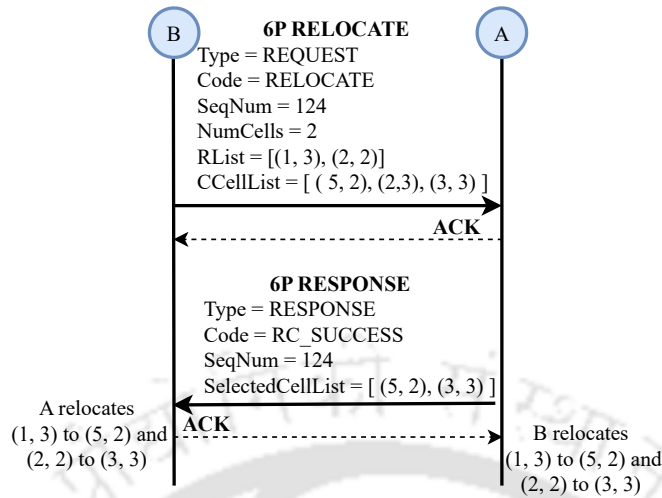 B
A
6P RELOCATE
Type = REQUEST
Code = RELOCATE
SeqNum = 124
NumCells = 2
RList = [(1, 3), (2, 2)]
CCellList = [ ( 5, 2), (2,3), (3, 3) ]
ACK
6P RESPONSE
Type = RESPONSE
Code = RC_SUCCESS
SeqNum = 124
SelectedCellList = [ (5, 2), (3, 3) ]
ACK
A relocates
(1, 3) to (5, 2) and
(2, 2) to (3, 3)
B relocates
(1, 3) to (5, 2) and
(2, 2) to (3, 3)